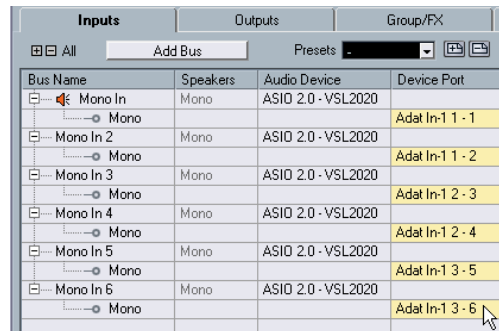 Inputs Outputs Group/FX
All Add Bus Presets -
Bus Name Speakers Audio Device Device Port
Mono In Mono ASIO 2.0 - VSL2020
Mono Adat In-1 1 - 1
Mono In 2 Mono ASIO 2.0 - VSL2020
Mono Adat In-1 1 - 2
Mono In 3 Mono ASIO 2.0 - VSL2020
Mono Adat In-1 2 - 3
Mono In 4 Mono ASIO 2.0 - VSL2020
Mono Adat In-1 2 - 4
Mono In 5 Mono ASIO 2.0 - VSL2020
Mono Adat In-1 3 - 5
Mono In 6 Mono ASIO 2.0 - VSL2020
Mono Adat In-1 3 - 6